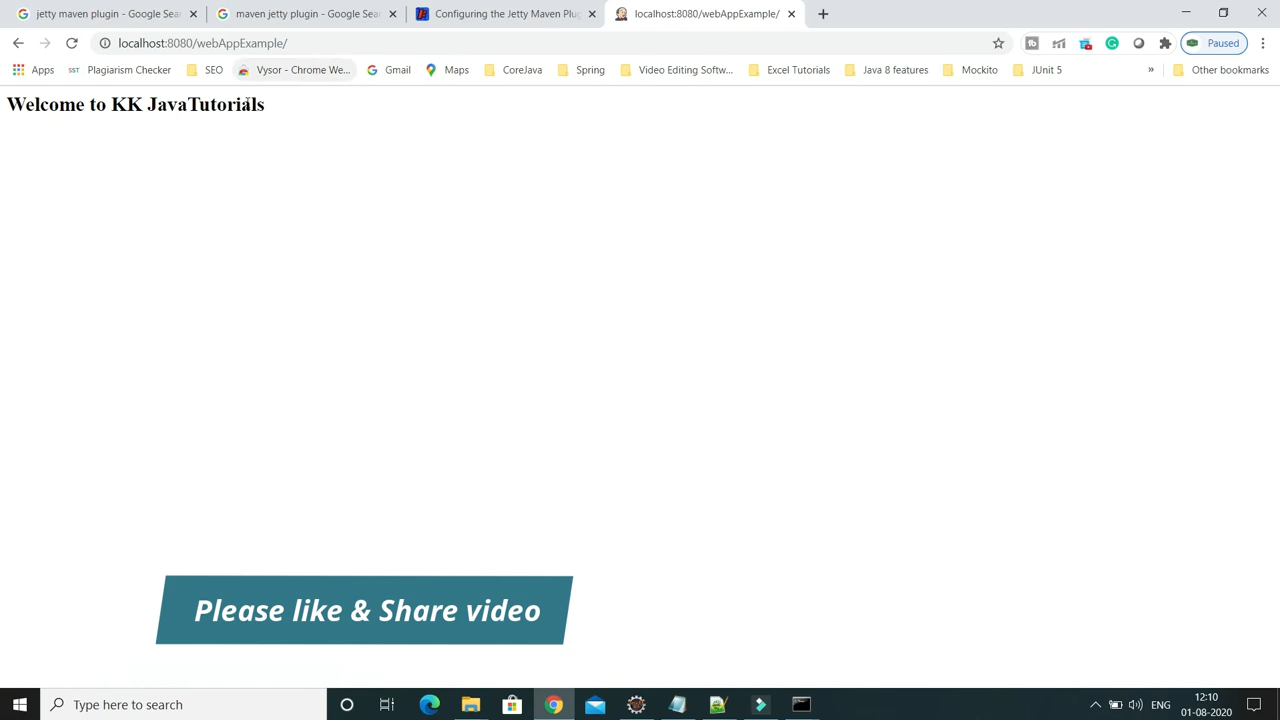 jetty maven plugin - Google Sea
maven jetty plugin - Google Sea
Configuring the Jetty Maven Plug
localhost:8080/webAppExample/
localhost:8080/webAppExample/
Paused
Apps
SST Plagiarism Checker
SEO
Vysor - Chrome We...
Gmail
Maps
CoreJava
Spring
Video Editing Softw...
Excel Tutorials
Java 8 features
Mockito
JUnit 5
»
Other bookmarks
Welcome to KK JavaTutorials
Please like & Share video
Type here to search
ENG
12:10
01-08-2020